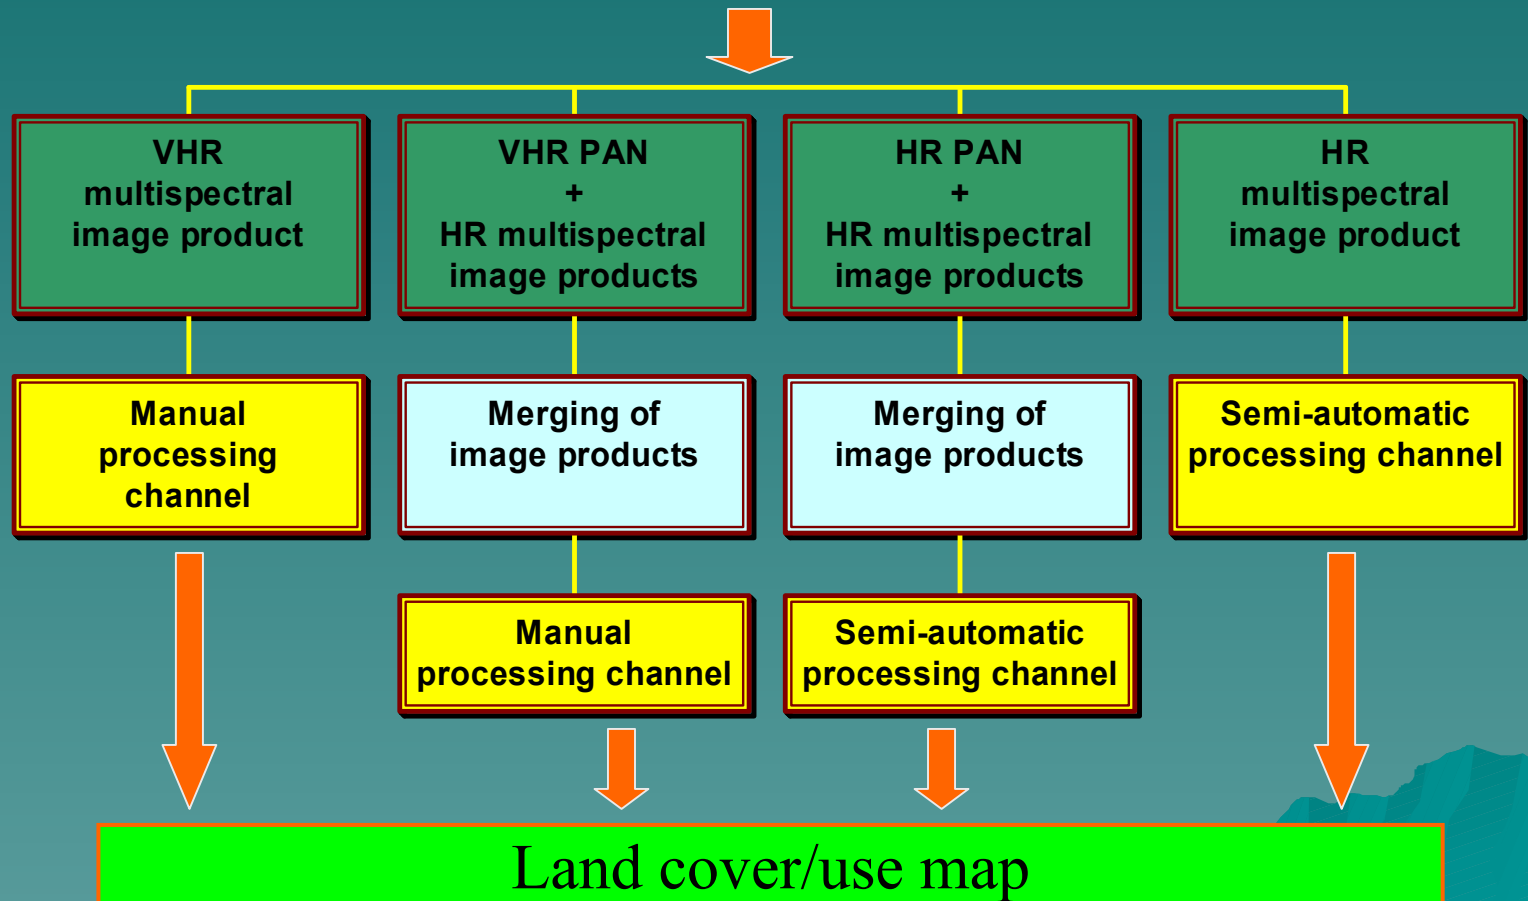 VHR
multispectral
image product
VHR PAN
+
HR multispectral
image products
HR PAN
+
HR multispectral
image products
HR
multispectral
image product
Manual
processing
channel
Merging of
image products
Merging of
image products
Semi-automatic
processing channel
Manual
processing channel
Semi-automatic
processing channel
Land cover/use map